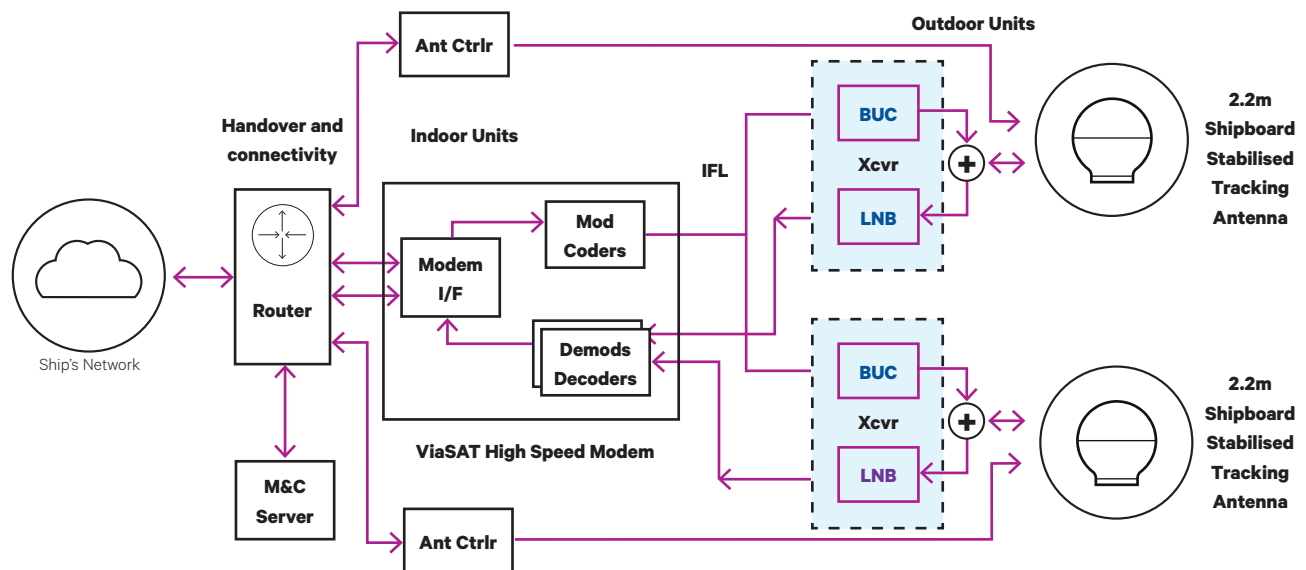 Outdoor Units
Ant Ctrlr
Handover and
connectivity
Indoor Units
IFL
BUC
Xcvr
LNB
2.2m
Shipboard
Stabilised
Tracking
Antenna
Mod
Coders
Modem
I/F
Router
Ship's Network
Demods
Decoders
BUC
Xcvr
LNB
2.2m
Shipboard
Stabilised
Tracking
Antenna
ViaSAT High Speed Modem
M&C
Server
Ant Ctrlr